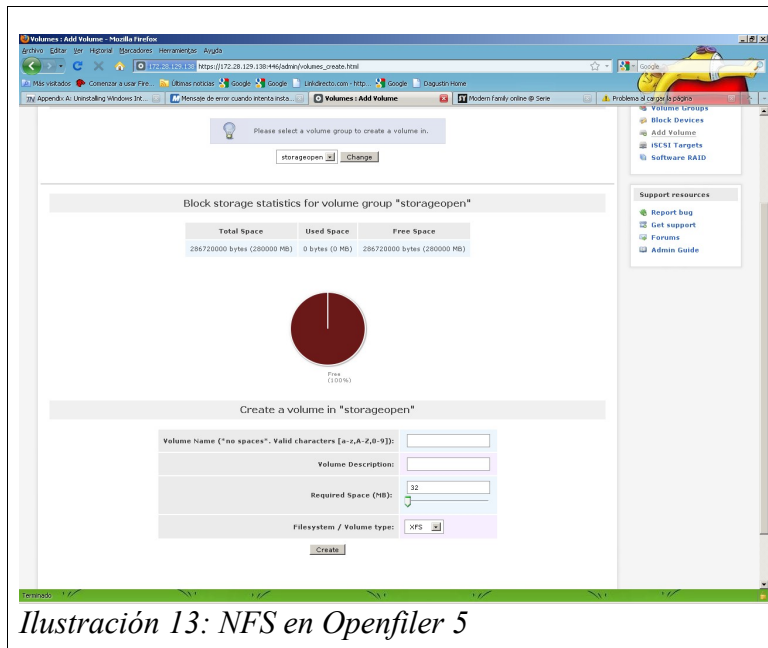 Volumes : Add Volume - Mozilla Firefox
Archivo Editar Ver Historial Marcadores Herramientas Ayuda
172.28.129.138 https://172.28.129.138:446/admin/volumes_create.html
Google
Más visitados Comenzar a usar Fire... Últimas noticias Google Google Linkdirecto.com - http... Google Dagustin Home
Appendix A: Uninstalling Windows Int... Mensaje de error cuando intenta insta... Volumes : Add Volume Modern family online @ Serie Problema al cargar la página
Volume Groups
Block Devices
Add Volume
iSCSI Targets
Software RAID
Please select a volume group to create a volume in.
storageopen Change
Support resources
Report bug
Get support
Forums
Admin Guide
Block storage statistics for volume group "storageopen"
Total Space Used Space Free Space
286720000 bytes (280000 MB) 0 bytes (0 MB) 286720000 bytes (280000 MB)
Free
(100%)
Create a volume in "storageopen"
Volume Name (*no spaces*. Valid characters [a-z,A-Z,0-9]):
Volume Description:
Required Space (MB): 32
Filesystem / Volume type: XFS
Create
Terminado
Ilustración 13: NFS en Openfiler 5